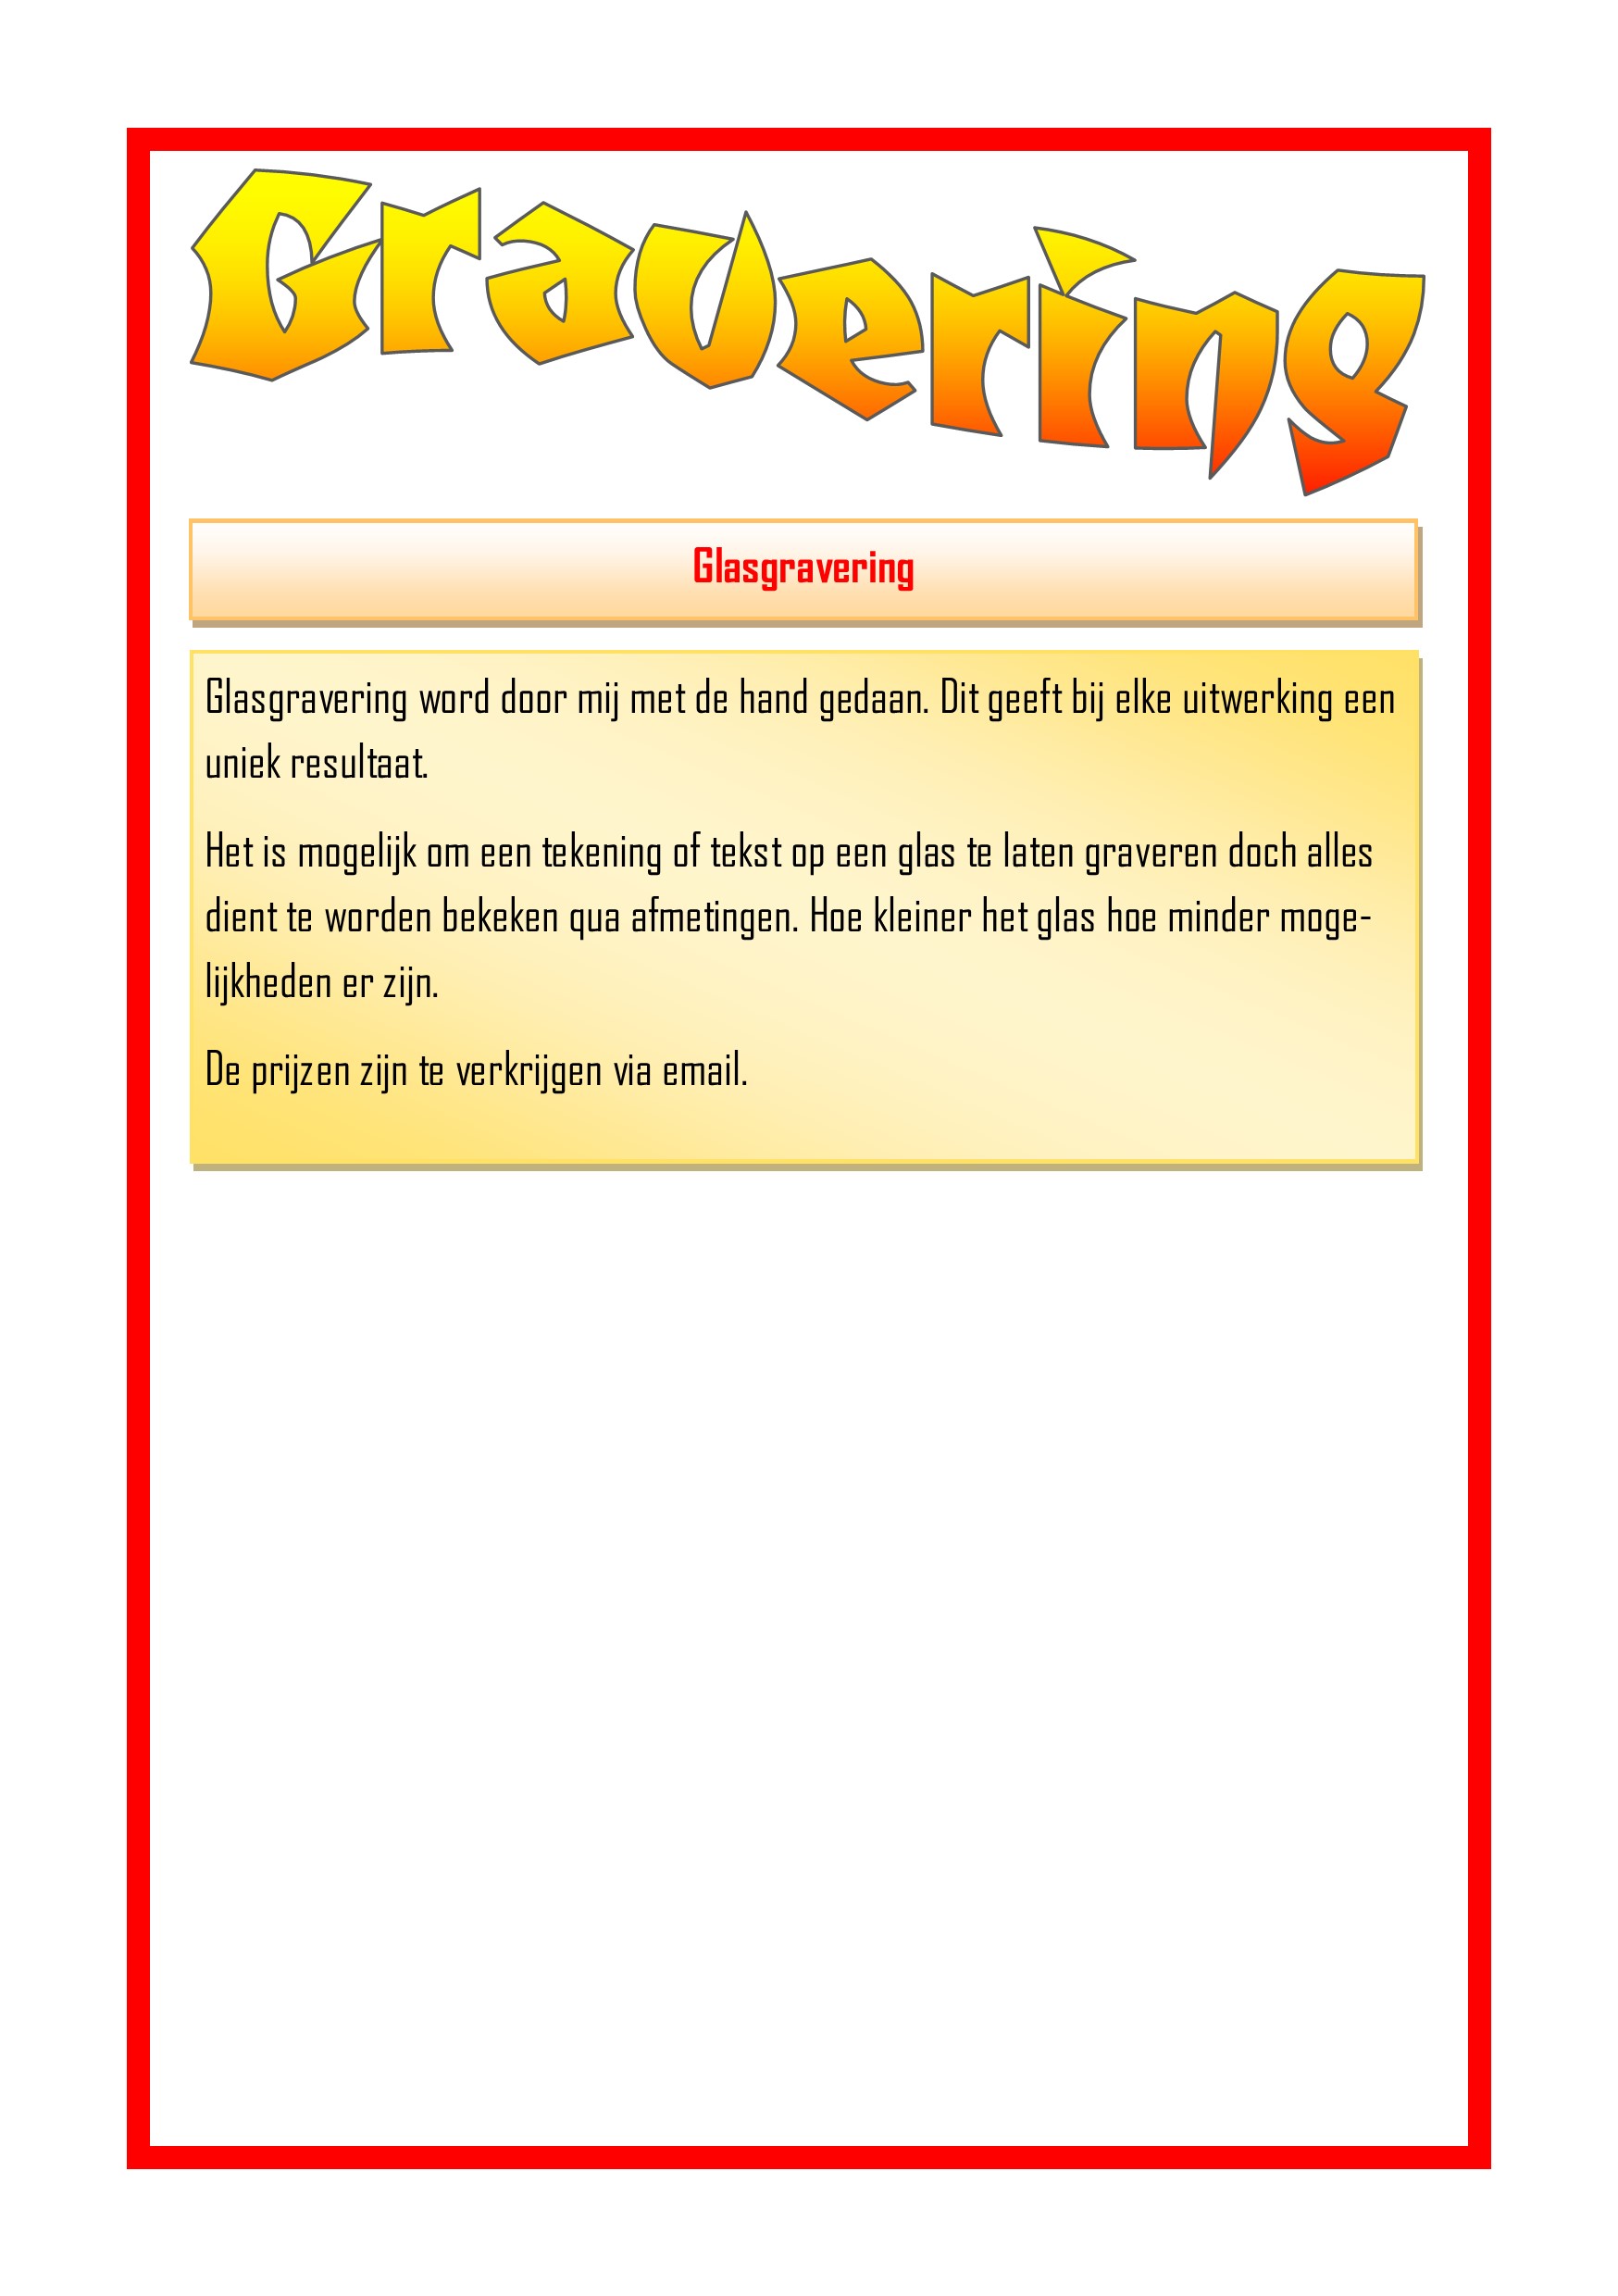 Gravering
Glasgravering
Glasgravering word door mij met de hand gedaan. Dit geeft bij elke uitwerking een
uniek resultaat.
Het is mogelijk om een tekening of tekst op een glas te laten graveren doch alles
dient te worden bekeken qua afmetingen. Hoe kleiner het glas hoe minder moge-
lijkheden er zijn.
De prijzen zijn te verkrijgen via email.